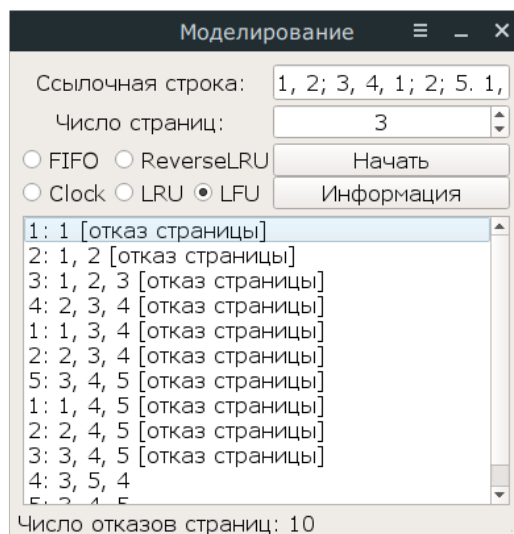 Моделирование
Ссылочная строка: 1, 2; 3, 4, 1; 2; 5. 1,
Число страниц: 3
FIFO ReverseLRU Начать
Clock LRU LFU Информация
1: 1 [отказ страницы]
2: 1, 2 [отказ страницы]
3: 1, 2, 3 [отказ страницы]
4: 2, 3, 4 [отказ страницы]
1: 1, 3, 4 [отказ страницы]
2: 2, 3, 4 [отказ страницы]
5: 3, 4, 5 [отказ страницы]
1: 1, 4, 5 [отказ страницы]
2: 2, 4, 5 [отказ страницы]
3: 3, 4, 5 [отказ страницы]
4: 3, 5, 4
5: 3, 4, 5
Число отказов страниц: 10